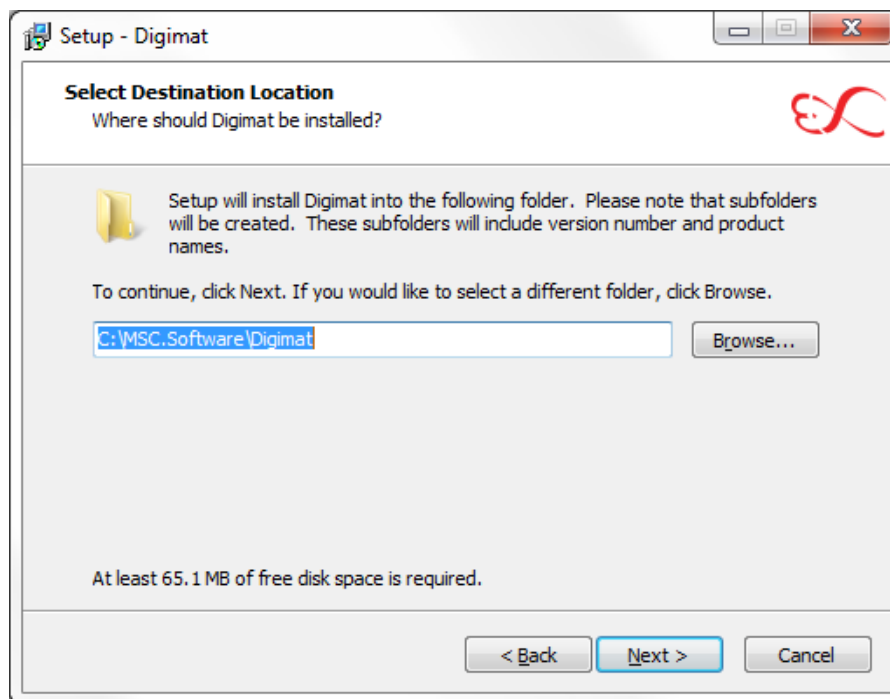 Setup - Digimat
Select Destination Location
Where should Digimat be installed?
Setup will install Digimat into the following folder.  Please note that subfolders
will be created.  These subfolders will include version number and product
names.
To continue, click Next. If you would like to select a different folder, click Browse.
C:\MSC.Software\Digimat
Browse...
At least 65.1 MB of free disk space is required.
< Back
Next >
Cancel